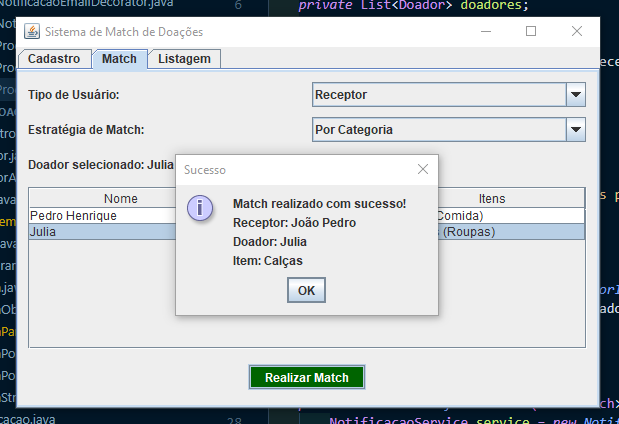 NotificacaoEmailDecorator.java
6 private List<Doador> doadores;
Sistema de Match de Doações
Cadastro Match Listagem
Tipo de Usuário: Receptor
Estratégia de Match: Por Categoria
Doador selecionado: Julia
Nome Itens
Pedro Henrique Comida)
Julia (Roupas)
Sucesso
Match realizado com sucesso!
Receptor: João Pedro
Doador: Julia
Item: Calças
OK
Realizar Match
28 NotificacaoService service = new Notif
cacao.java